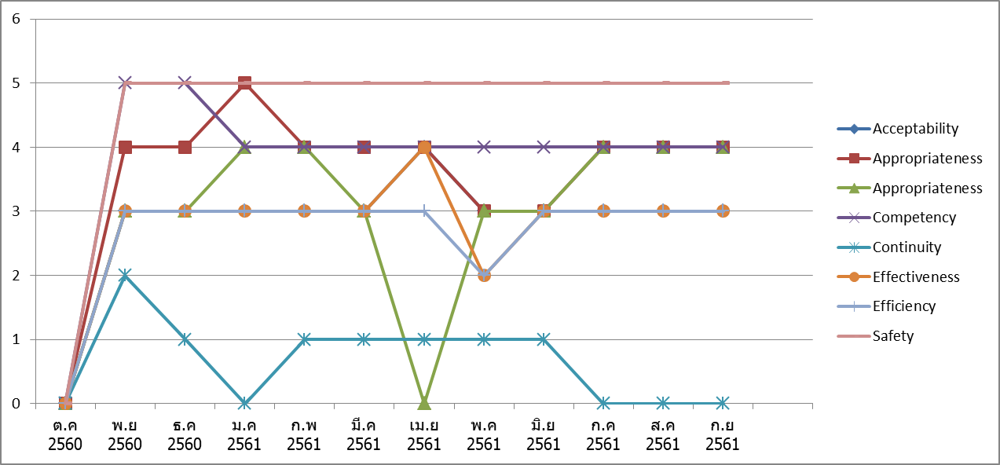 6
5
4
3
2
1
0
ต.ค พ.ย ธ.ค ม.ค ก.พ มี.ค เม.ย พ.ค มิ.ย ก.ค ส.ค ก.ย
2560 2560 2560 2561 2561 2561 2561 2561 2561 2561 2561 2561
Acceptability
Appropriateness
Appropriateness
Competency
Continuity
Effectiveness
Efficiency
Safety